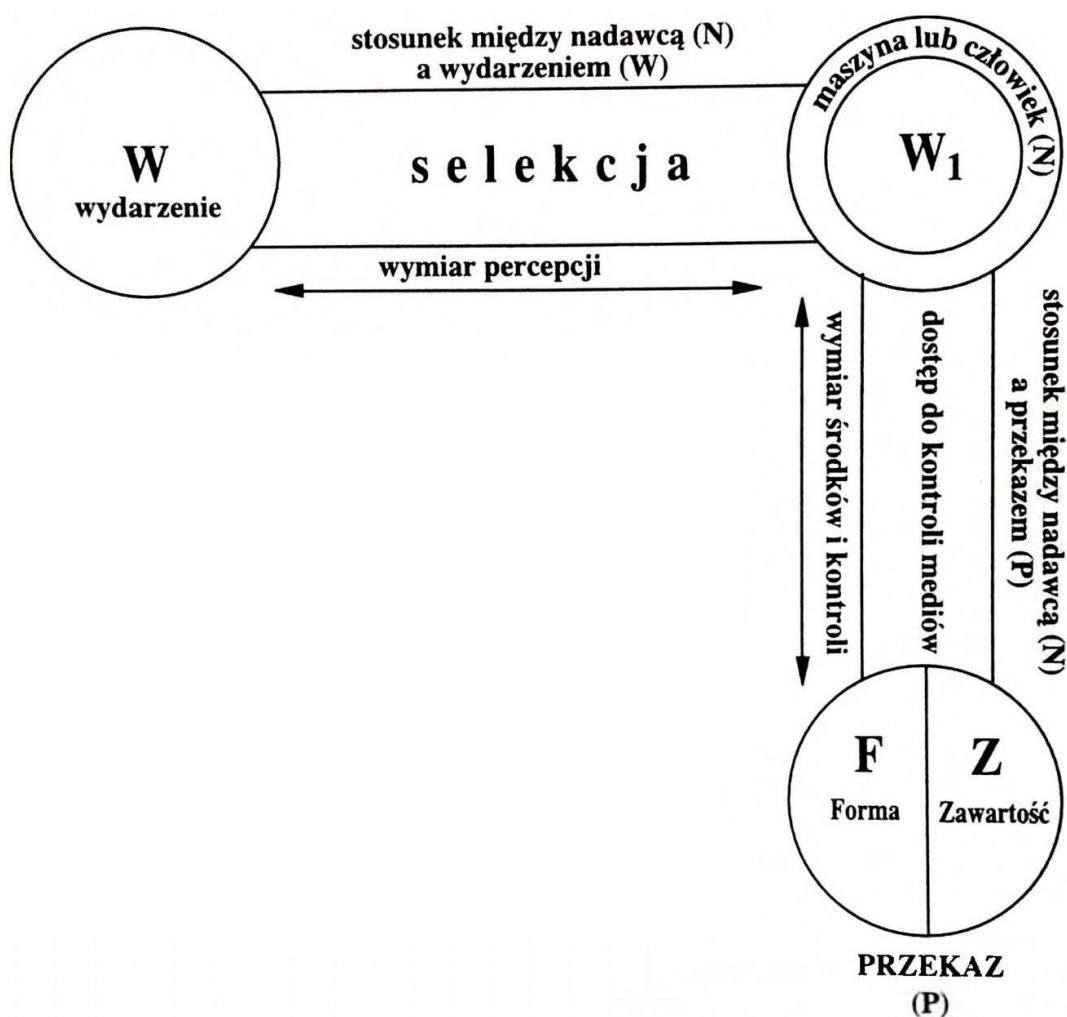 stosunek między nadawcą (N)
a wydarzeniem (W)
maszyna lub człowiek (N)
W
wydarzenie
selekcja
W1
wymiar percepcji
wymiar środków i kontroli
dostęp do kontroli mediów
stosunek między nadawcą (N)
a przekazem (P)
F
Forma
Z
Zawartość
PRZEKAZ
(P)